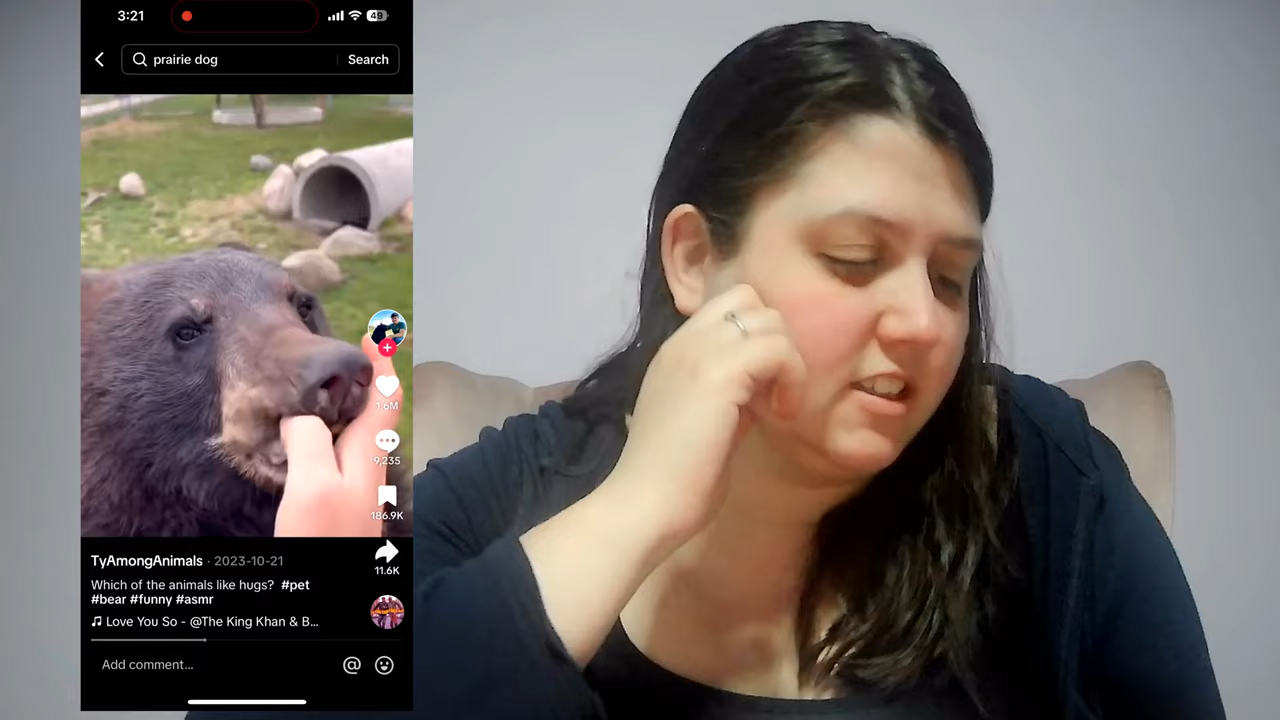 3:21
49
prairie dog
Search
1.6M
9,235
186.9K
TyAmongAnimals · 2023-10-21
11.6K
Which of the animals like hugs? #pet
#bear #funny #asmr
Love You So - @The King Khan & B...
Add comment...
@